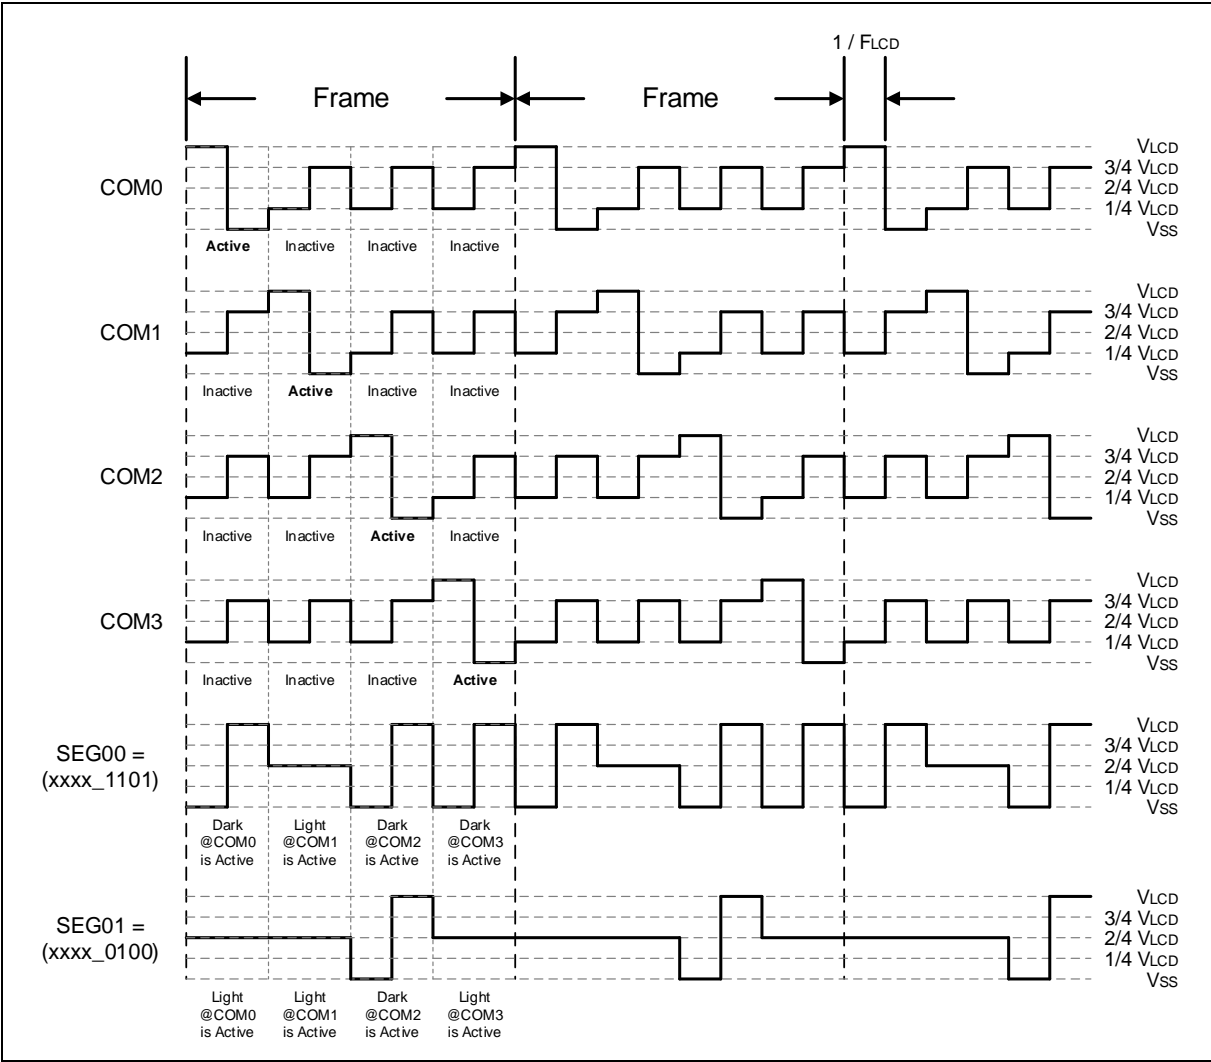 1 / FLCD
Frame
Frame
COM0
VLCD
3/4 VLCD
2/4 VLCD
1/4 VLCD
VSS
Active
Inactive
Inactive
Inactive
COM1
VLCD
3/4 VLCD
2/4 VLCD
1/4 VLCD
VSS
Inactive
Active
Inactive
Inactive
COM2
VLCD
3/4 VLCD
2/4 VLCD
1/4 VLCD
VSS
Inactive
Inactive
Active
Inactive
COM3
VLCD
3/4 VLCD
2/4 VLCD
1/4 VLCD
VSS
Inactive
Inactive
Inactive
Active
SEG00 =
(xxxx_1101)
VLCD
3/4 VLCD
2/4 VLCD
1/4 VLCD
VSS
Dark
@COM0
is Active
Light
@COM1
is Active
Dark
@COM2
is Active
Dark
@COM3
is Active
SEG01 =
(xxxx_0100)
VLCD
3/4 VLCD
2/4 VLCD
1/4 VLCD
VSS
Light
@COM0
is Active
Light
@COM1
is Active
Dark
@COM2
is Active
Light
@COM3
is Active